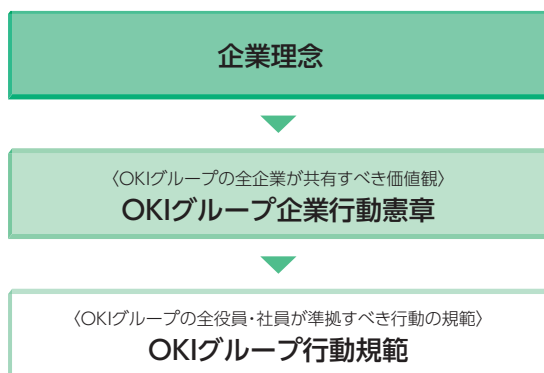 企業理念
〈OKIグループの全企業が共有すべき価値観〉
OKIグループ企業行動憲章
〈OKIグループの全役員・社員が準拠すべき行動の規範〉
OKIグループ行動規範